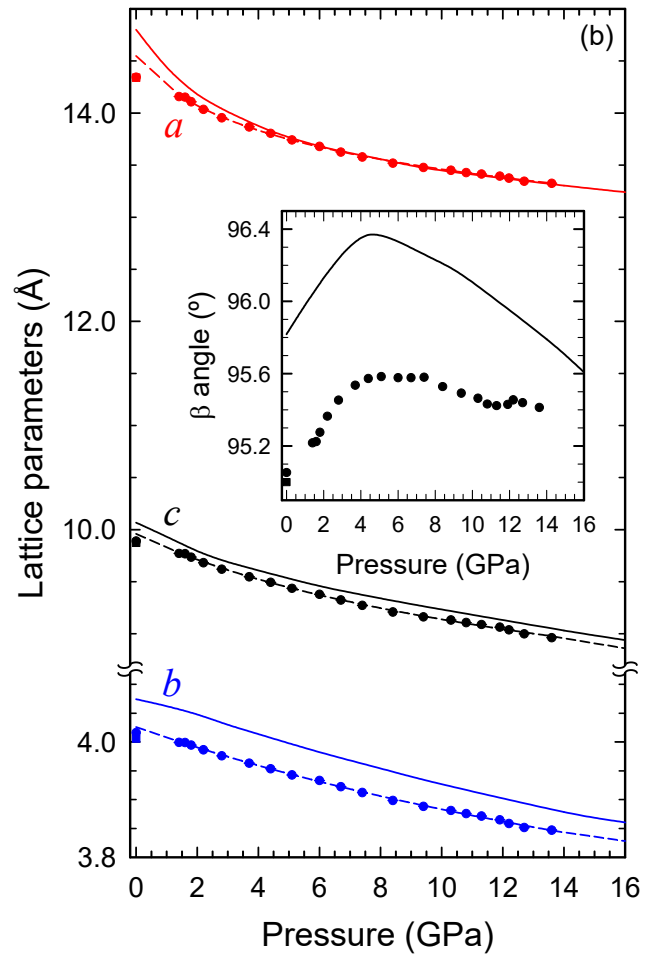 (b)
14.0
a
12.0
Lattice parameters (Å)
96.4
96.0
95.6
95.2
β angle (º)
0 2 4 6 8 10 12 14 16
Pressure (GPa)
10.0
c
b
4.0
3.8
0 2 4 6 8 10 12 14 16
Pressure (GPa)